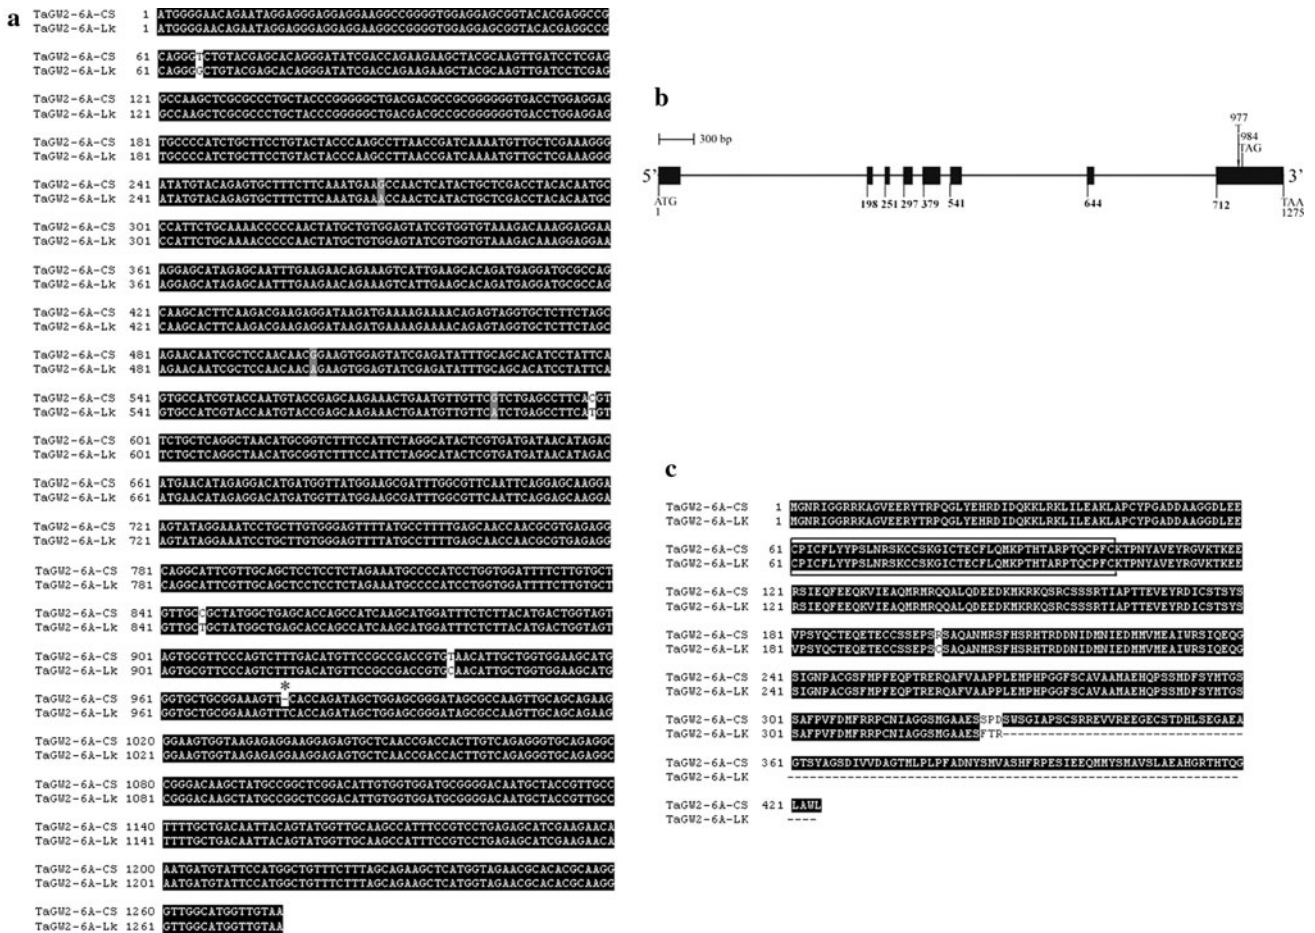 a
TaGW2-6A-CS 1 ATGGGGAACAGAATAGGAGGGAGGAGGAAGGCCGGGGTGGAGGAGCGGTACACGAGGCCG
TaGW2-6A-Lk 1 ATGGGGAACAGAATAGGAGGGAGGAGGAAGGCCGGGGTGGAGGAGCGGTACACGAGGCCG
TaGW2-6A-CS 61 CAGGGTCTGTACGAGCACAGGGATATCGACCAGAAGAAGCTACGCAAGTTGATCCTCGAG
TaGW2-6A-Lk 61 CAGGGGCTGTACGAGCACAGGGATATCGACCAGAAGAAGCTACGCAAGTTGATCCTCGAG
TaGW2-6A-CS 121 GCCAAGCTCGCGCCCTGCTACCCGGGGGCTGACGACGCCGCGGGGGGTGACCTGGAGGAG
TaGW2-6A-Lk 121 GCCAAGCTCGCGCCCTGCTACCCGGGGGCTGACGACGCCGCGGGGGGTGACCTGGAGGAG
TaGW2-6A-CS 181 TGCCCCATCTGCTTCCTGTACTACCCAAGCCTTAACCGATCAAAATGTTGCTCGAAAGGG
TaGW2-6A-Lk 181 TGCCCCATCTGCTTCCTGTACTACCCAAGCCTTAACCGATCAAAATGTTGCTCGAAAGGG
TaGW2-6A-CS 241 ATATGTACAGAGTGCTTTCTTCAAATGAAGCCAACTCATACTGCTCGACCTACACAATGC
TaGW2-6A-Lk 241 ATATGTACAGAGTGCTTTCTTCAAATGAAACCAACTCATACTGCTCGACCTACACAATGC
TaGW2-6A-CS 301 CCATTCTGCAAAACCCCCAACTATGCTGTGGAGTATCGTGGTGTAAAGACAAAGGAGGAA
TaGW2-6A-Lk 301 CCATTCTGCAAAACCCCCAACTATGCTGTGGAGTATCGTGGTGTAAAGACAAAGGAGGAA
TaGW2-6A-CS 361 AGGAGCATAGAGCAATTTGAAGAACAGAAAGTCATTGAAGCACAGATGAGGATGCGCCAG
TaGW2-6A-Lk 361 AGGAGCATAGAGCAATTTGAAGAACAGAAAGTCATTGAAGCACAGATGAGGATGCGCCAG
TaGW2-6A-CS 421 CAAGCACTTCAAGACGAAGAGGATAAGATGAAAAGAAAACAGAGTAGGTGCTCTTCTAGC
TaGW2-6A-Lk 421 CAAGCACTTCAAGACGAAGAGGATAAGATGAAAAGAAAACAGAGTAGGTGCTCTTCTAGC
TaGW2-6A-CS 481 AGAACAATCGCTCCAACAACGGAAGTGGAGTATCGAGATATTTGCAGCACATCCTATTCA
TaGW2-6A-Lk 481 AGAACAATCGCTCCAACAACAGAAGTGGAGTATCGAGATATTTGCAGCACATCCTATTCA
TaGW2-6A-CS 541 GTGCCATCGTACCAATGTACCGAGCAAGAAACTGAATGTTGTTCGTCTGAGCCTTCACGT
TaGW2-6A-Lk 541 GTGCCATCGTACCAATGTACCGAGCAAGAAACTGAATGTTGTTCATCTGAGCCTTCATGT
TaGW2-6A-CS 601 TCTGCTCAGGCTAACATGCGGTCTTTCCATTCTAGGCATACTCGTGATGATAACATAGAC
TaGW2-6A-Lk 601 TCTGCTCAGGCTAACATGCGGTCTTTCCATTCTAGGCATACTCGTGATGATAACATAGAC
TaGW2-6A-CS 661 ATGAACATAGAGGACATGATGGTTATGGAAGCGATTTGGCGTTCAATTCAGGAGCAAGGA
TaGW2-6A-Lk 661 ATGAACATAGAGGACATGATGGTTATGGAAGCGATTTGGCGTTCAATTCAGGAGCAAGGA
TaGW2-6A-CS 721 AGTATAGGAAATCCTGCTTGTGGGAGTTTTATGCCTTTTGAGCAACCAACGCGTGAGAGG
TaGW2-6A-Lk 721 AGTATAGGAAATCCTGCTTGTGGGAGTTTTATGCCTTTTGAGCAACCAACGCGTGAGAGG
TaGW2-6A-CS 781 CAGGCATTCGTTGCAGCTCCTCCTCTAGAAATGCCCCATCCTGGTGGATTTTCTTGTGCT
TaGW2-6A-Lk 781 CAGGCATTCGTTGCAGCTCCTCCTCTAGAAATGCCCCATCCTGGTGGATTTTCTTGTGCT
TaGW2-6A-CS 841 GTTGCCGCTATGGCTGAGCACCAGCCATCAAGCATGGATTTCTCTTACATGACTGGTAGT
TaGW2-6A-Lk 841 GTTGCTGCTATGGCTGAGCACCAGCCATCAAGCATGGATTTCTCTTACATGACTGGTAGT
TaGW2-6A-CS 901 AGTGCGTTCCCAGTCTTTGACATGTTCCGCCGACCGTGTAACATTGCTGGTGGAAGCATG
TaGW2-6A-Lk 901 AGTGCGTTCCCAGTCTTTGACATGTTCCGCCGACCGTGCAACATTGCTGGTGGAAGCATG
*
TaGW2-6A-CS 961 GGTGCTGCGGAAAGTT-CACCAGATAGCTGGAGCGGGATAGCGCCAAGTTGCAGCAGAAG
TaGW2-6A-Lk 961 GGTGCTGCGGAAAGTTTCACCAGATAGCTGGAGCGGGATAGCGCCAAGTTGCAGCAGAAG
TaGW2-6A-CS 1020 GGAAGTGGTAAGAGAGGAAGGAGAGTGCTCAACCGACCACTTGTCAGAGGGTGCAGAGGC
TaGW2-6A-Lk 1021 GGAAGTGGTAAGAGAGGAAGGAGAGTGCTCAACCGACCACTTGTCAGAGGGTGCAGAGGC
TaGW2-6A-CS 1080 CGGGACAAGCTATGCCGGCTCGGACATTGTGGTGGATGCGGGGACAATGCTACCGTTGCC
TaGW2-6A-Lk 1081 CGGGACAAGCTATGCCGGCTCGGACATTGTGGTGGATGCGGGGACAATGCTACCGTTGCC
TaGW2-6A-CS 1140 TTTTGCTGACAATTACAGTATGGTTGCAAGCCATTTCCGTCCTGAGAGCATCGAAGAACA
TaGW2-6A-Lk 1141 TTTTGCTGACAATTACAGTATGGTTGCAAGCCATTTCCGTCCTGAGAGCATCGAAGAACA
TaGW2-6A-CS 1200 AATGATGTATTCCATGGCTGTTTCTTTAGCAGAAGCTCATGGTAGAACGCACACGCAAGG
TaGW2-6A-Lk 1201 AATGATGTATTCCATGGCTGTTTCTTTAGCAGAAGCTCATGGTAGAACGCACACGCAAGG
TaGW2-6A-CS 1260 GTTGGCATGGTTGTAA
TaGW2-6A-Lk 1261 GTTGGCATGGTTGTAA
b
300 bp
977
T
984
TAG
5' 3'
ATG 198 251 297 379 541 644 712 TAA
1 1275
c
TaGW2-6A-CS 1 MGNRIGGRRKAGVEERYTRPQGLYEHRDIDQKKLRKLILEAKLAPCYPGADDAAGGDLEE
TaGW2-6A-LK 1 MGNRIGGRRKAGVEERYTRPQGLYEHRDIDQKKLRKLILEAKLAPCYPGADDAAGGDLEE
TaGW2-6A-CS 61 CPICFLYYPSLNRSKCCSKGICTECFLQMKPTHTARPTQCPFCKTPNYAVEYRGVKTKEE
TaGW2-6A-LK 61 CPICFLYYPSLNRSKCCSKGICTECFLQMKPTHTARPTQCPFCKTPNYAVEYRGVKTKEE
TaGW2-6A-CS 121 RSIEQFEEQKVIEAQMRMRQQALQDEEDKMKRKQSRCSSSRTIAPTTEVEYRDICSTSYS
TaGW2-6A-LK 121 RSIEQFEEQKVIEAQMRMRQQALQDEEDKMKRKQSRCSSSRTIAPTTEVEYRDICSTSYS
TaGW2-6A-CS 181 VPSYQCTEQETECCSSEPSRSAQANMRSFHSRHTRDDNIDMNIEDMMVMEAIWRSIQEQG
TaGW2-6A-LK 181 VPSYQCTEQETECCSSEPSCSAQANMRSFHSRHTRDDNIDMNIEDMMVMEAIWRSIQEQG
TaGW2-6A-CS 241 SIGNPACGSFMPFEQPTRERQAFVAAPPLEMPHPGGFSCAVAAMAEHQPSSMDFSYMTGS
TaGW2-6A-LK 241 SIGNPACGSFMPFEQPTRERQAFVAAPPLEMPHPGGFSCAVAAMAEHQPSSMDFSYMTGS
TaGW2-6A-CS 301 SAFPVFDMFRRPCNIAGGSMGAAESSPDSWSGIAPSCSRREVVREEGECSTDHLSEGAEA
TaGW2-6A-LK 301 SAFPVFDMFRRPCNIAGGSMGAAESFTR--------------------------------
TaGW2-6A-CS 361 GTSYAGSDIVVDAGTMLPLPFADNYSMVASHFRPESIEEQMMYSMAVSLAEAHGRTHTQG
TaGW2-6A-LK ------------------------------------------------------------
TaGW2-6A-CS 421 LAWL
TaGW2-6A-LK ----